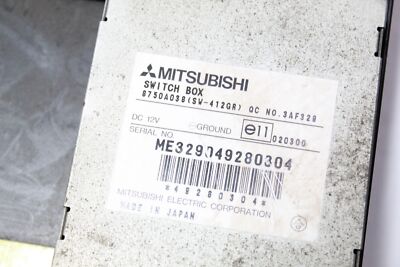 MITSUBISHI
SWITCH BOX
8750A038(SW-412GR) QC NO.3AF329
DC 12V GROUND e11 020300
SERIAL NO.
ME329049280304
*49280304*
MITSUBISHI ELECTRIC CORPORATION
MADE IN JAPAN